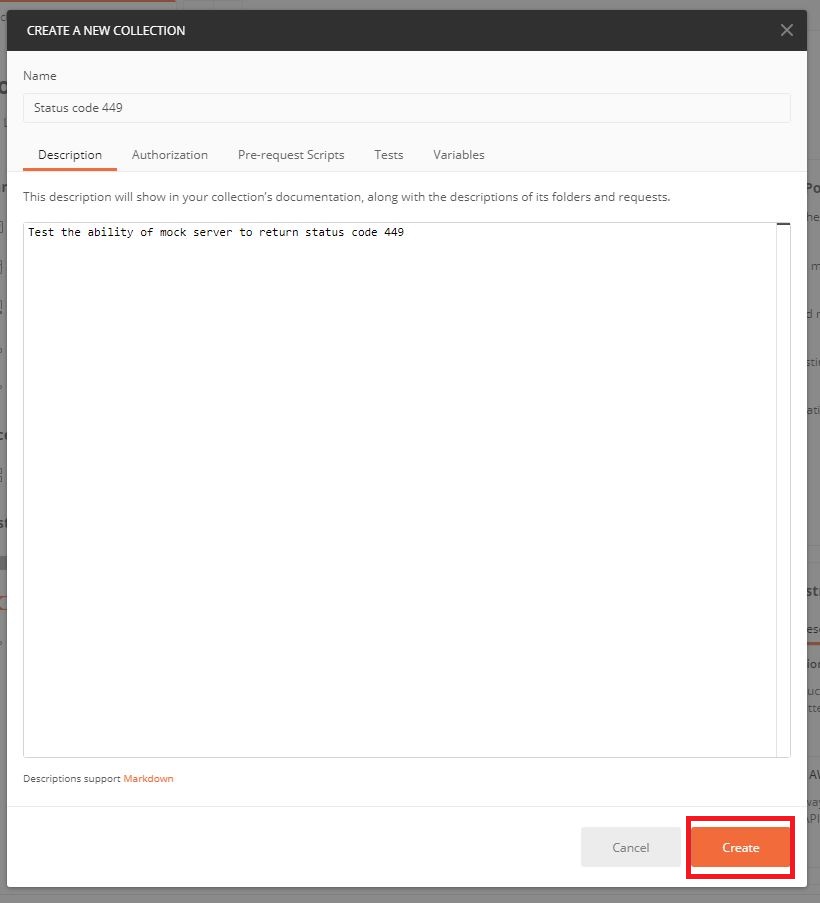 CREATE A NEW COLLECTION
Name
Status code 449
Description Authorization Pre-request Scripts Tests Variables
This description will show in your collection's documentation, along with the descriptions of its folders and requests.
Test the ability of mock server to return status code 449
Descriptions support Markdown
Cancel Create